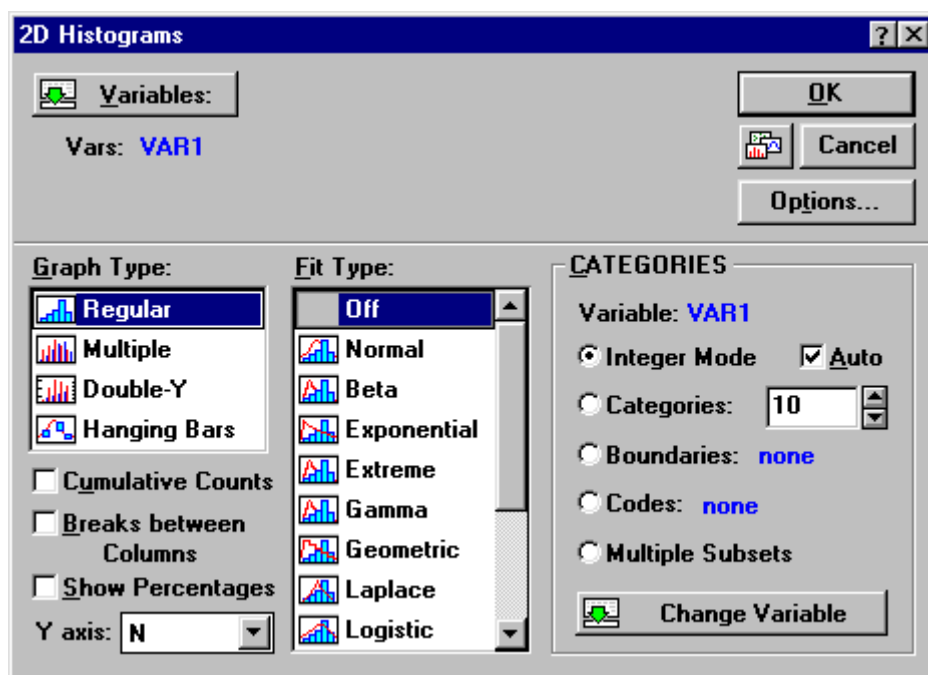 2D Histograms
Variables:
Vars: VAR1
OK
Cancel
Options...
Graph Type:
Regular
Multiple
Double-Y
Hanging Bars
Cumulative Counts
Breaks between
Columns
Show Percentages
Y axis: N
Fit Type:
Off
Normal
Beta
Exponential
Extreme
Gamma
Geometric
Laplace
Logistic
CATEGORIES
Variable: VAR1
Integer Mode Auto
Categories: 10
Boundaries: none
Codes: none
Multiple Subsets
Change Variable